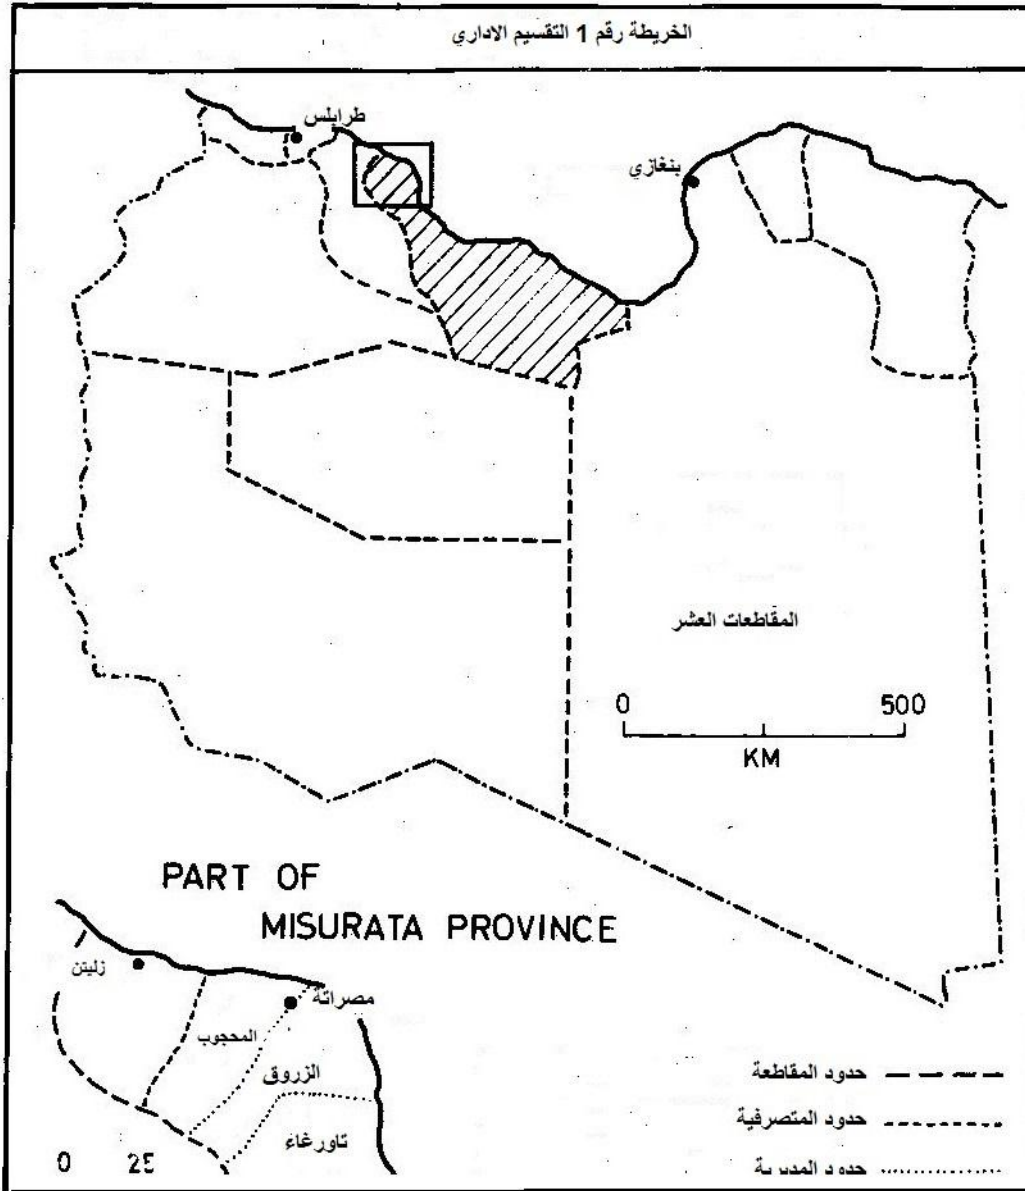 الخريطة رقم 1 التقسيم الاداري
طرابلس
بنغازي
المقاطعات العشر
0 500
KM
PART OF
MISURATA PROVINCE
زليتن
مصراتة
المحجوب
الزروق
تاورغاء
0 25
حدود المقاطعة
حدود المتصرفية
حدود المديرية